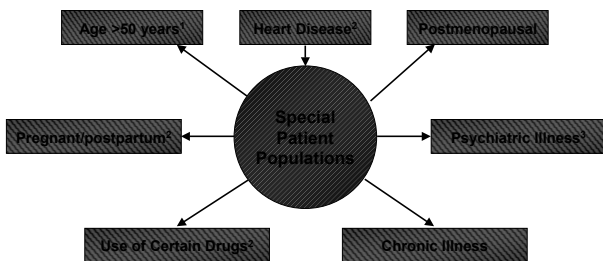 Age >50 years¹
Heart Disease²
Postmenopausal
Special
Patient
Populations
Pregnant/postpartum²
Psychiatric Illness³
Use of Certain Drugs²
Chronic Illness